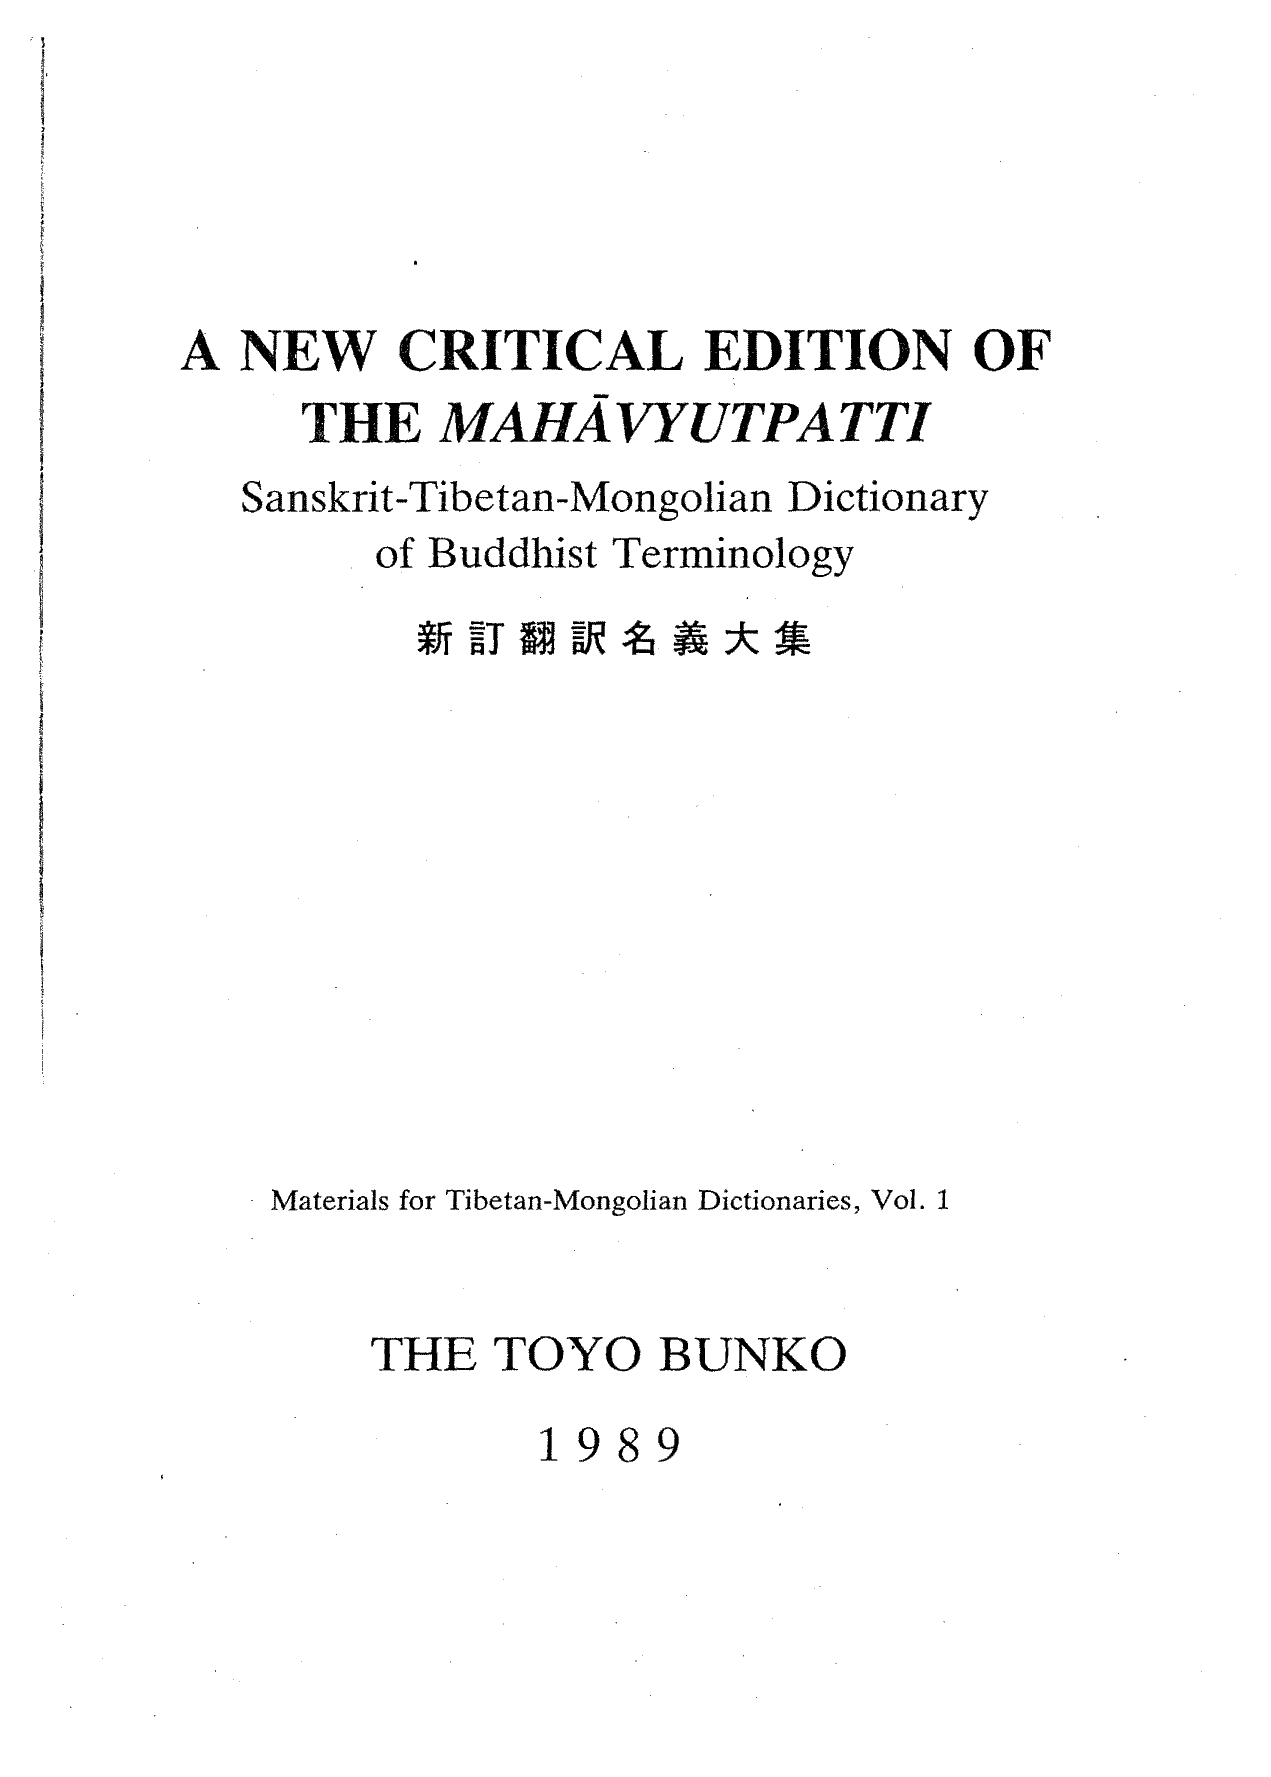 A NEW CRITICAL EDITION OF
THE MAHĀVYUTPATTI
Sanskrit-Tibetan-Mongolian Dictionary
of Buddhist Terminology
新訂翻訳名義大集
Materials for Tibetan-Mongolian Dictionaries, Vol. 1
THE TOYO BUNKO
1989